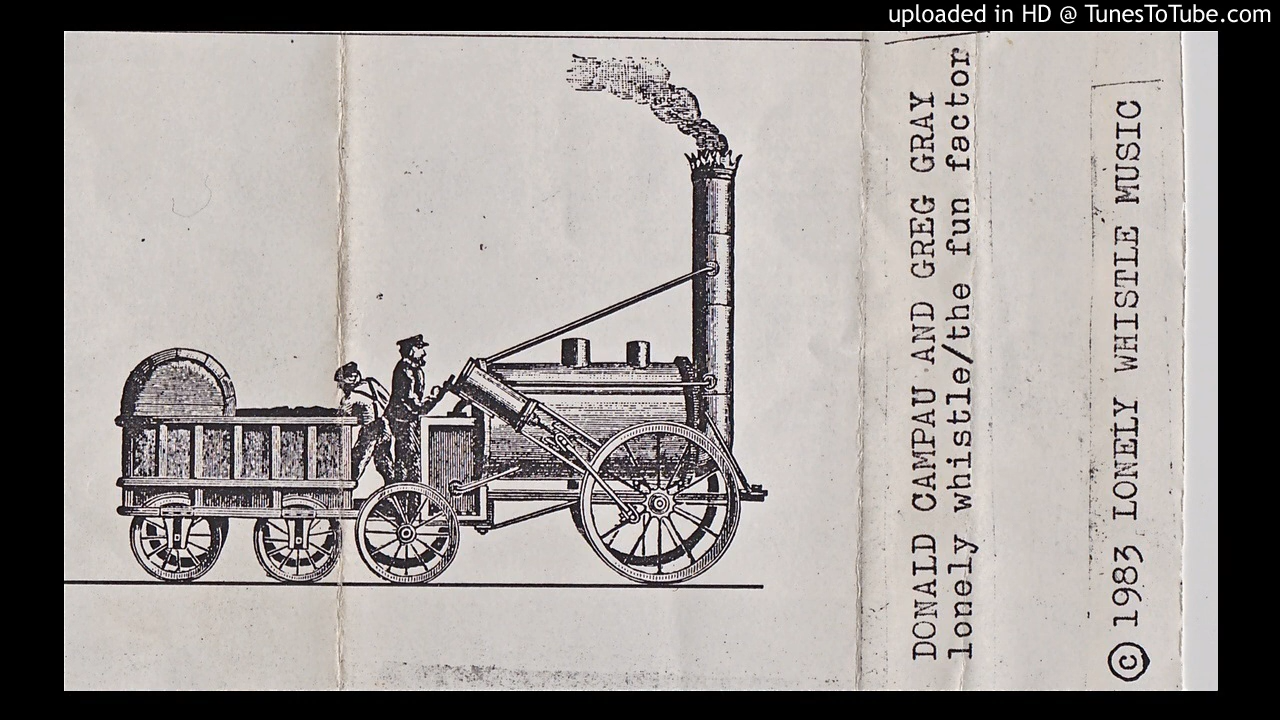 uploaded in HD @ TunesToTube.com
DONALD CAMPAU AND GREG GRAY
lonely whistle/the fun factor
© 1983 LONELY WHISTLE MUSIC